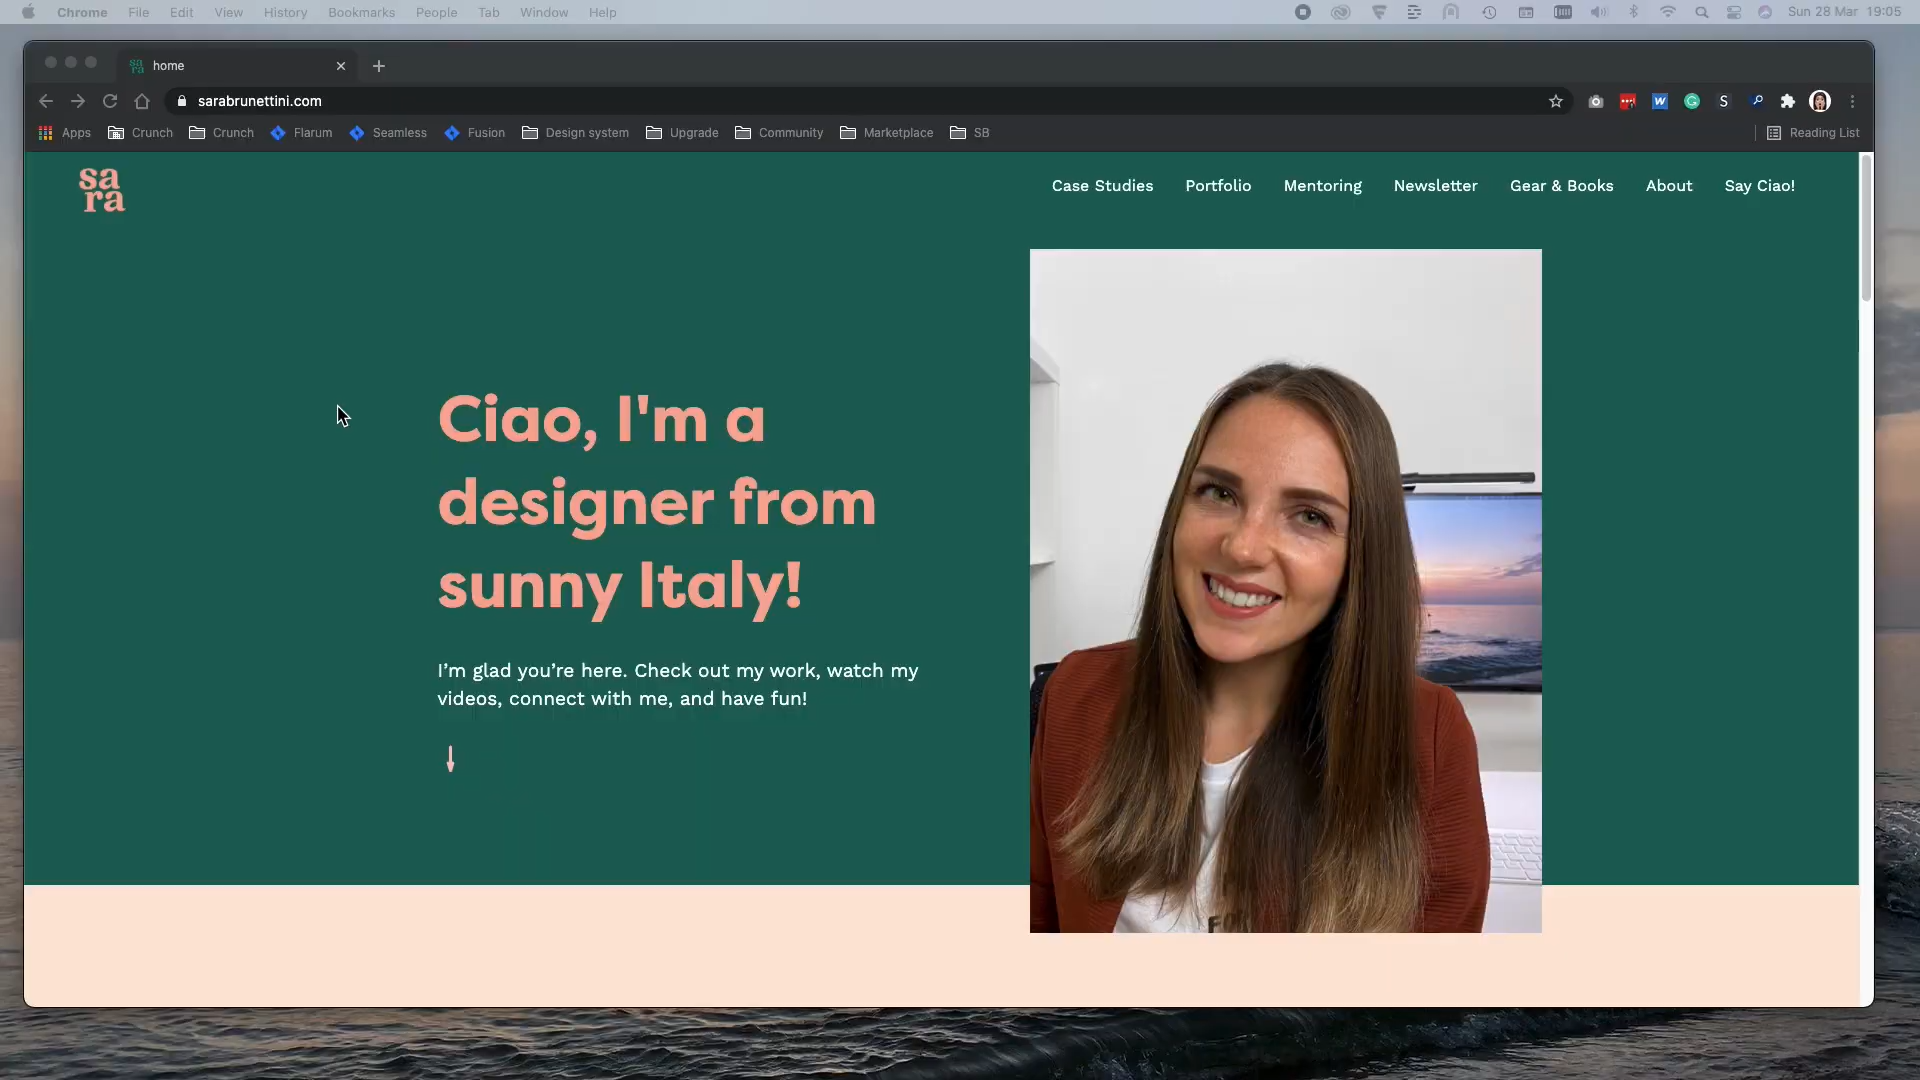 Chrome File Edit View History Bookmarks People Tab Window Help Sun 28 Mar 19:05
home
sarabrunettini.com
Apps Crunch Crunch Flarum Seamless Fusion Design system Upgrade Community Marketplace SB Reading List
sa
ra
Case Studies Portfolio Mentoring Newsletter Gear & Books About Say Ciao!
Ciao, I'm a
designer from
sunny Italy!
I’m glad you’re here. Check out my work, watch my
videos, connect with me, and have fun!